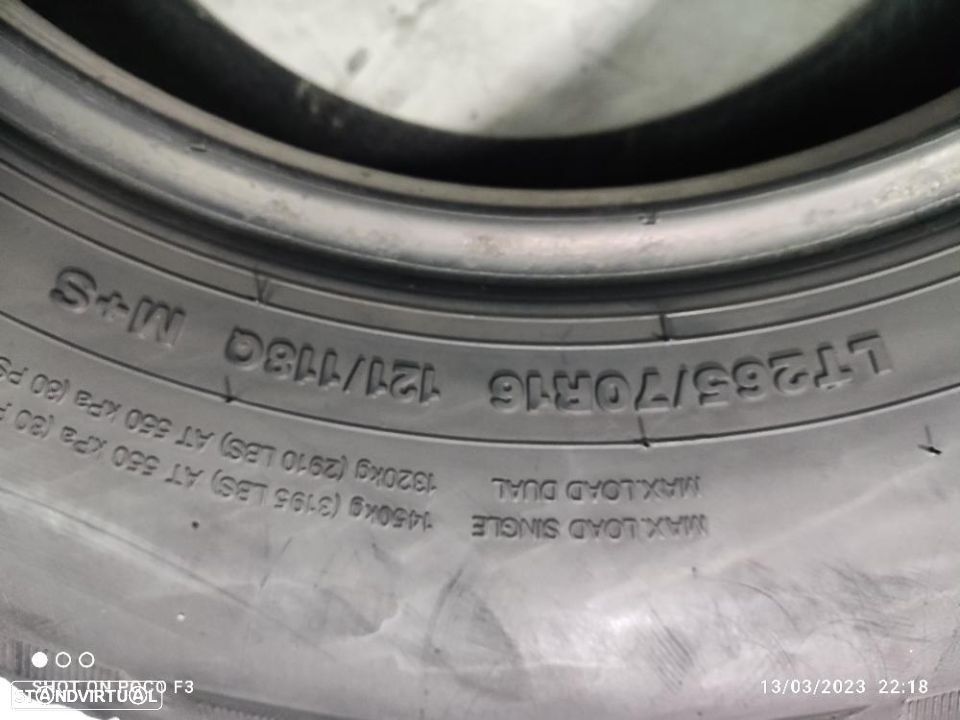 LT265/70R16 121/118Q M+S
MAX.LOAD SINGLE 1450kg (3195 LBS) AT 550 kPa (80
MAX.LOAD DUAL 1320kg (2910 LBS) AT 550 kPa (80 PS
SHOT ON POCO F3
STANDVIRTUAL
13/03/2023 22:18